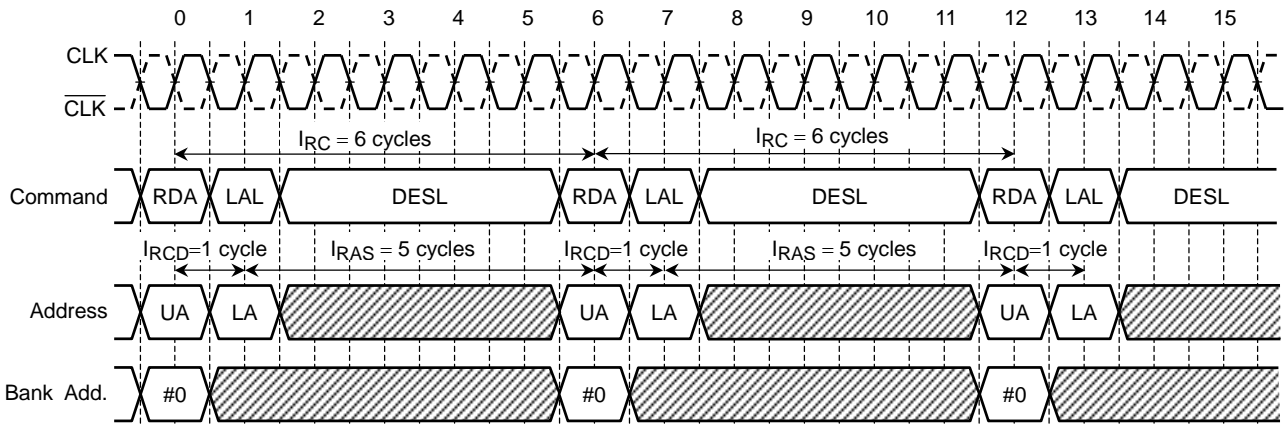 0 1 2 3 4 5 6 7 8 9 10 11 12 13 14 15
CLK
CLK
IRC = 6 cycles IRC = 6 cycles
Command RDA LAL DESL RDA LAL DESL RDA LAL DESL
IRCD=1 cycle IRAS = 5 cycles IRCD=1 cycle IRAS = 5 cycles IRCD=1 cycle
Address UA LA UA LA UA LA
Bank Add. #0 #0 #0